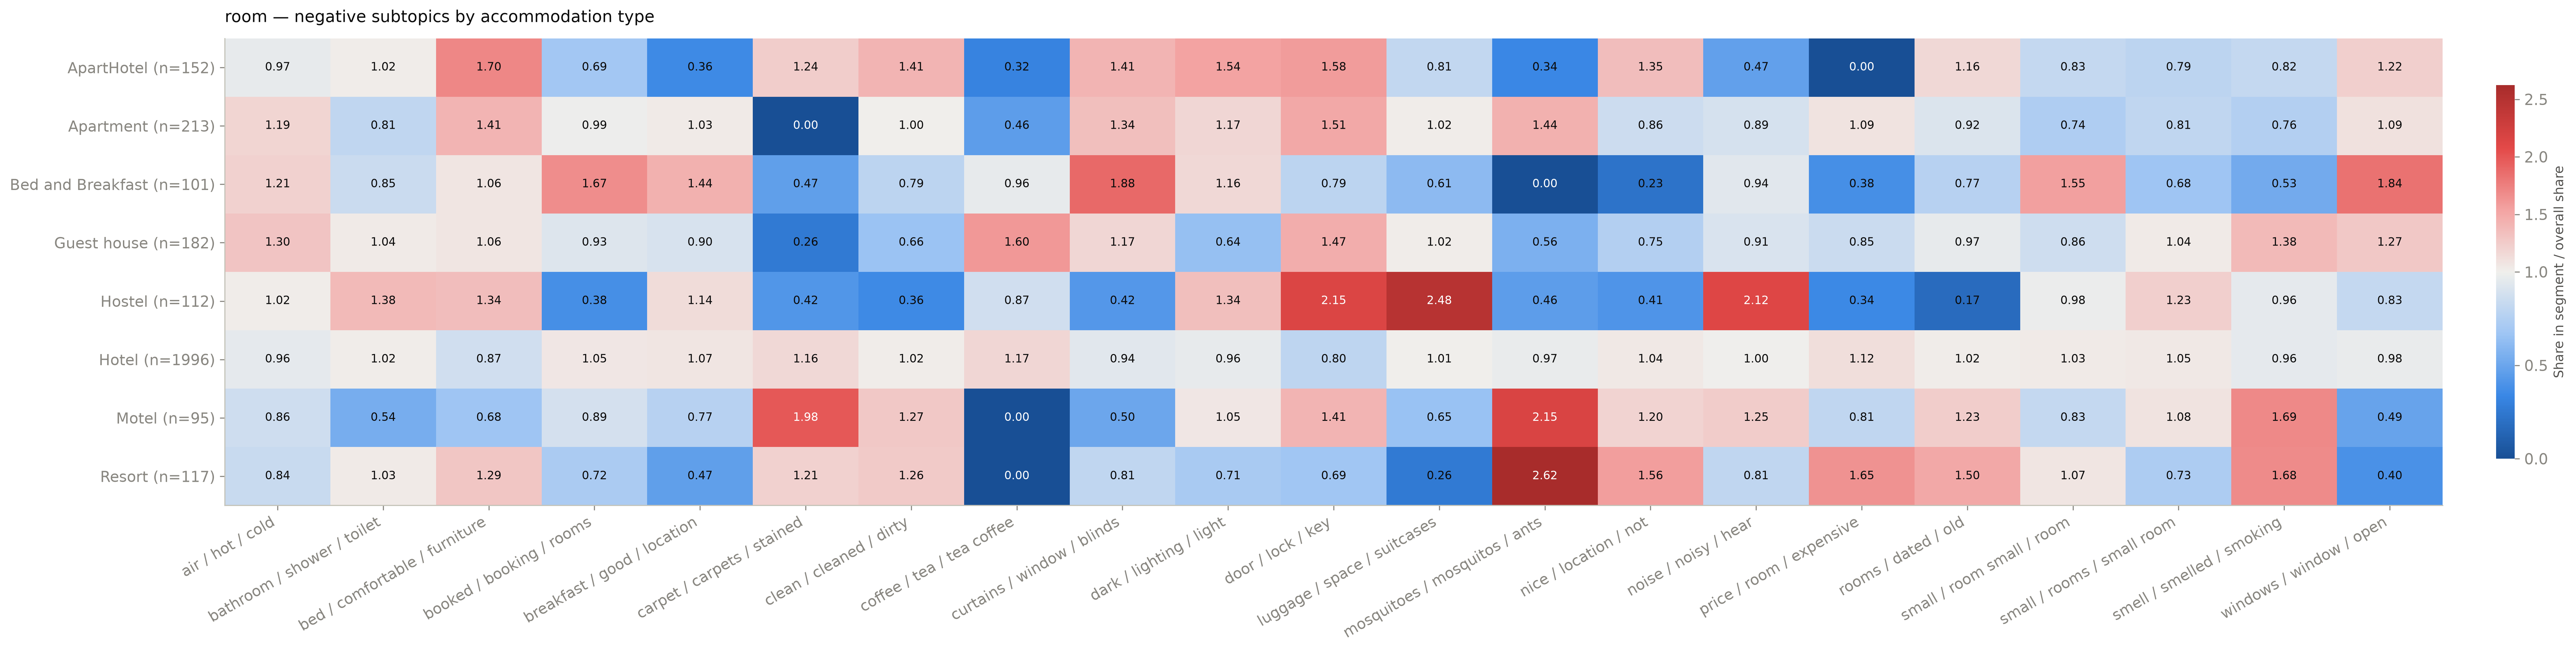 room — negative subtopics by accommodation type
ApartHotel (n=152) 0.97 1.02 1.70 0.69 0.36 1.24 1.41 0.32 1.41 1.54 1.58 0.81 0.34 1.35 0.47 0.00 1.16 0.83 0.79 0.82 1.22
Apartment (n=213) 1.19 0.81 1.41 0.99 1.03 0.00 1.00 0.46 1.34 1.17 1.51 1.02 1.44 0.86 0.89 1.09 0.92 0.74 0.81 0.76 1.09
Bed and Breakfast (n=101) 1.21 0.85 1.06 1.67 1.44 0.47 0.79 0.96 1.88 1.16 0.79 0.61 0.00 0.23 0.94 0.38 0.77 1.55 0.68 0.53 1.84
Guest house (n=182) 1.30 1.04 1.06 0.93 0.90 0.26 0.66 1.60 1.17 0.64 1.47 1.02 0.56 0.75 0.91 0.85 0.97 0.86 1.04 1.38 1.27
Hostel (n=112) 1.02 1.38 1.34 0.38 1.14 0.42 0.36 0.87 0.42 1.34 2.15 2.48 0.46 0.41 2.12 0.34 0.17 0.98 1.23 0.96 0.83
Hotel (n=1996) 0.96 1.02 0.87 1.05 1.07 1.16 1.02 1.17 0.94 0.96 0.80 1.01 0.97 1.04 1.00 1.12 1.02 1.03 1.05 0.96 0.98
Motel (n=95) 0.86 0.54 0.68 0.89 0.77 1.98 1.27 0.00 0.50 1.05 1.41 0.65 2.15 1.20 1.25 0.81 1.23 0.83 1.08 1.69 0.49
Resort (n=117) 0.84 1.03 1.29 0.72 0.47 1.21 1.26 0.00 0.81 0.71 0.69 0.26 2.62 1.56 0.81 1.65 1.50 1.07 0.73 1.68 0.40
air / hot / cold
bathroom / shower / toilet
bed / comfortable / furniture
booked / booking / rooms
breakfast / good / location
carpet / carpets / stained
clean / cleaned / dirty
coffee / tea / tea coffee
curtains / window / blinds
dark / lighting / light
door / lock / key
luggage / space / suitcases
mosquitoes / mosquitos / ants
nice / location / not
noise / noisy / hear
price / room / expensive
rooms / dated / old
small / room small / room
small / rooms / small room
smell / smelled / smoking
windows / window / open
2.5
2.0
1.5
1.0
0.5
0.0
Share in segment / overall share